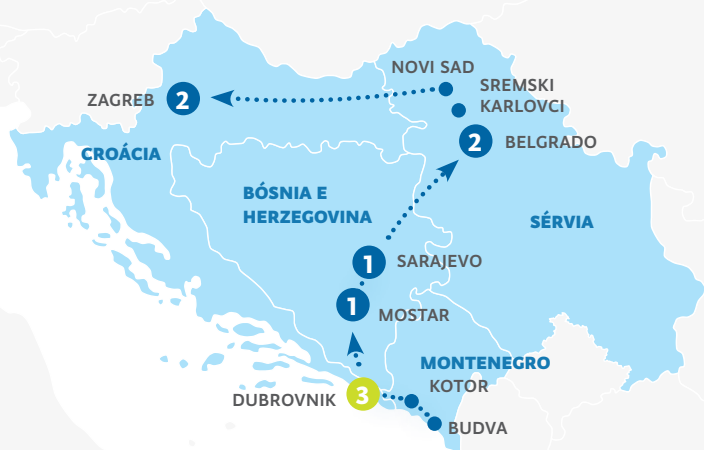 NOVI SAD
SREMSKI
KARLOVCI
ZAGREB 2
2 BELGRADO
CROÁCIA
BÓSNIA E
HERZEGOVINA
SÉRVIA
1 SARAJEVO
1 MOSTAR
MONTENEGRO
KOTOR
DUBROVNIK 3
BUDVA